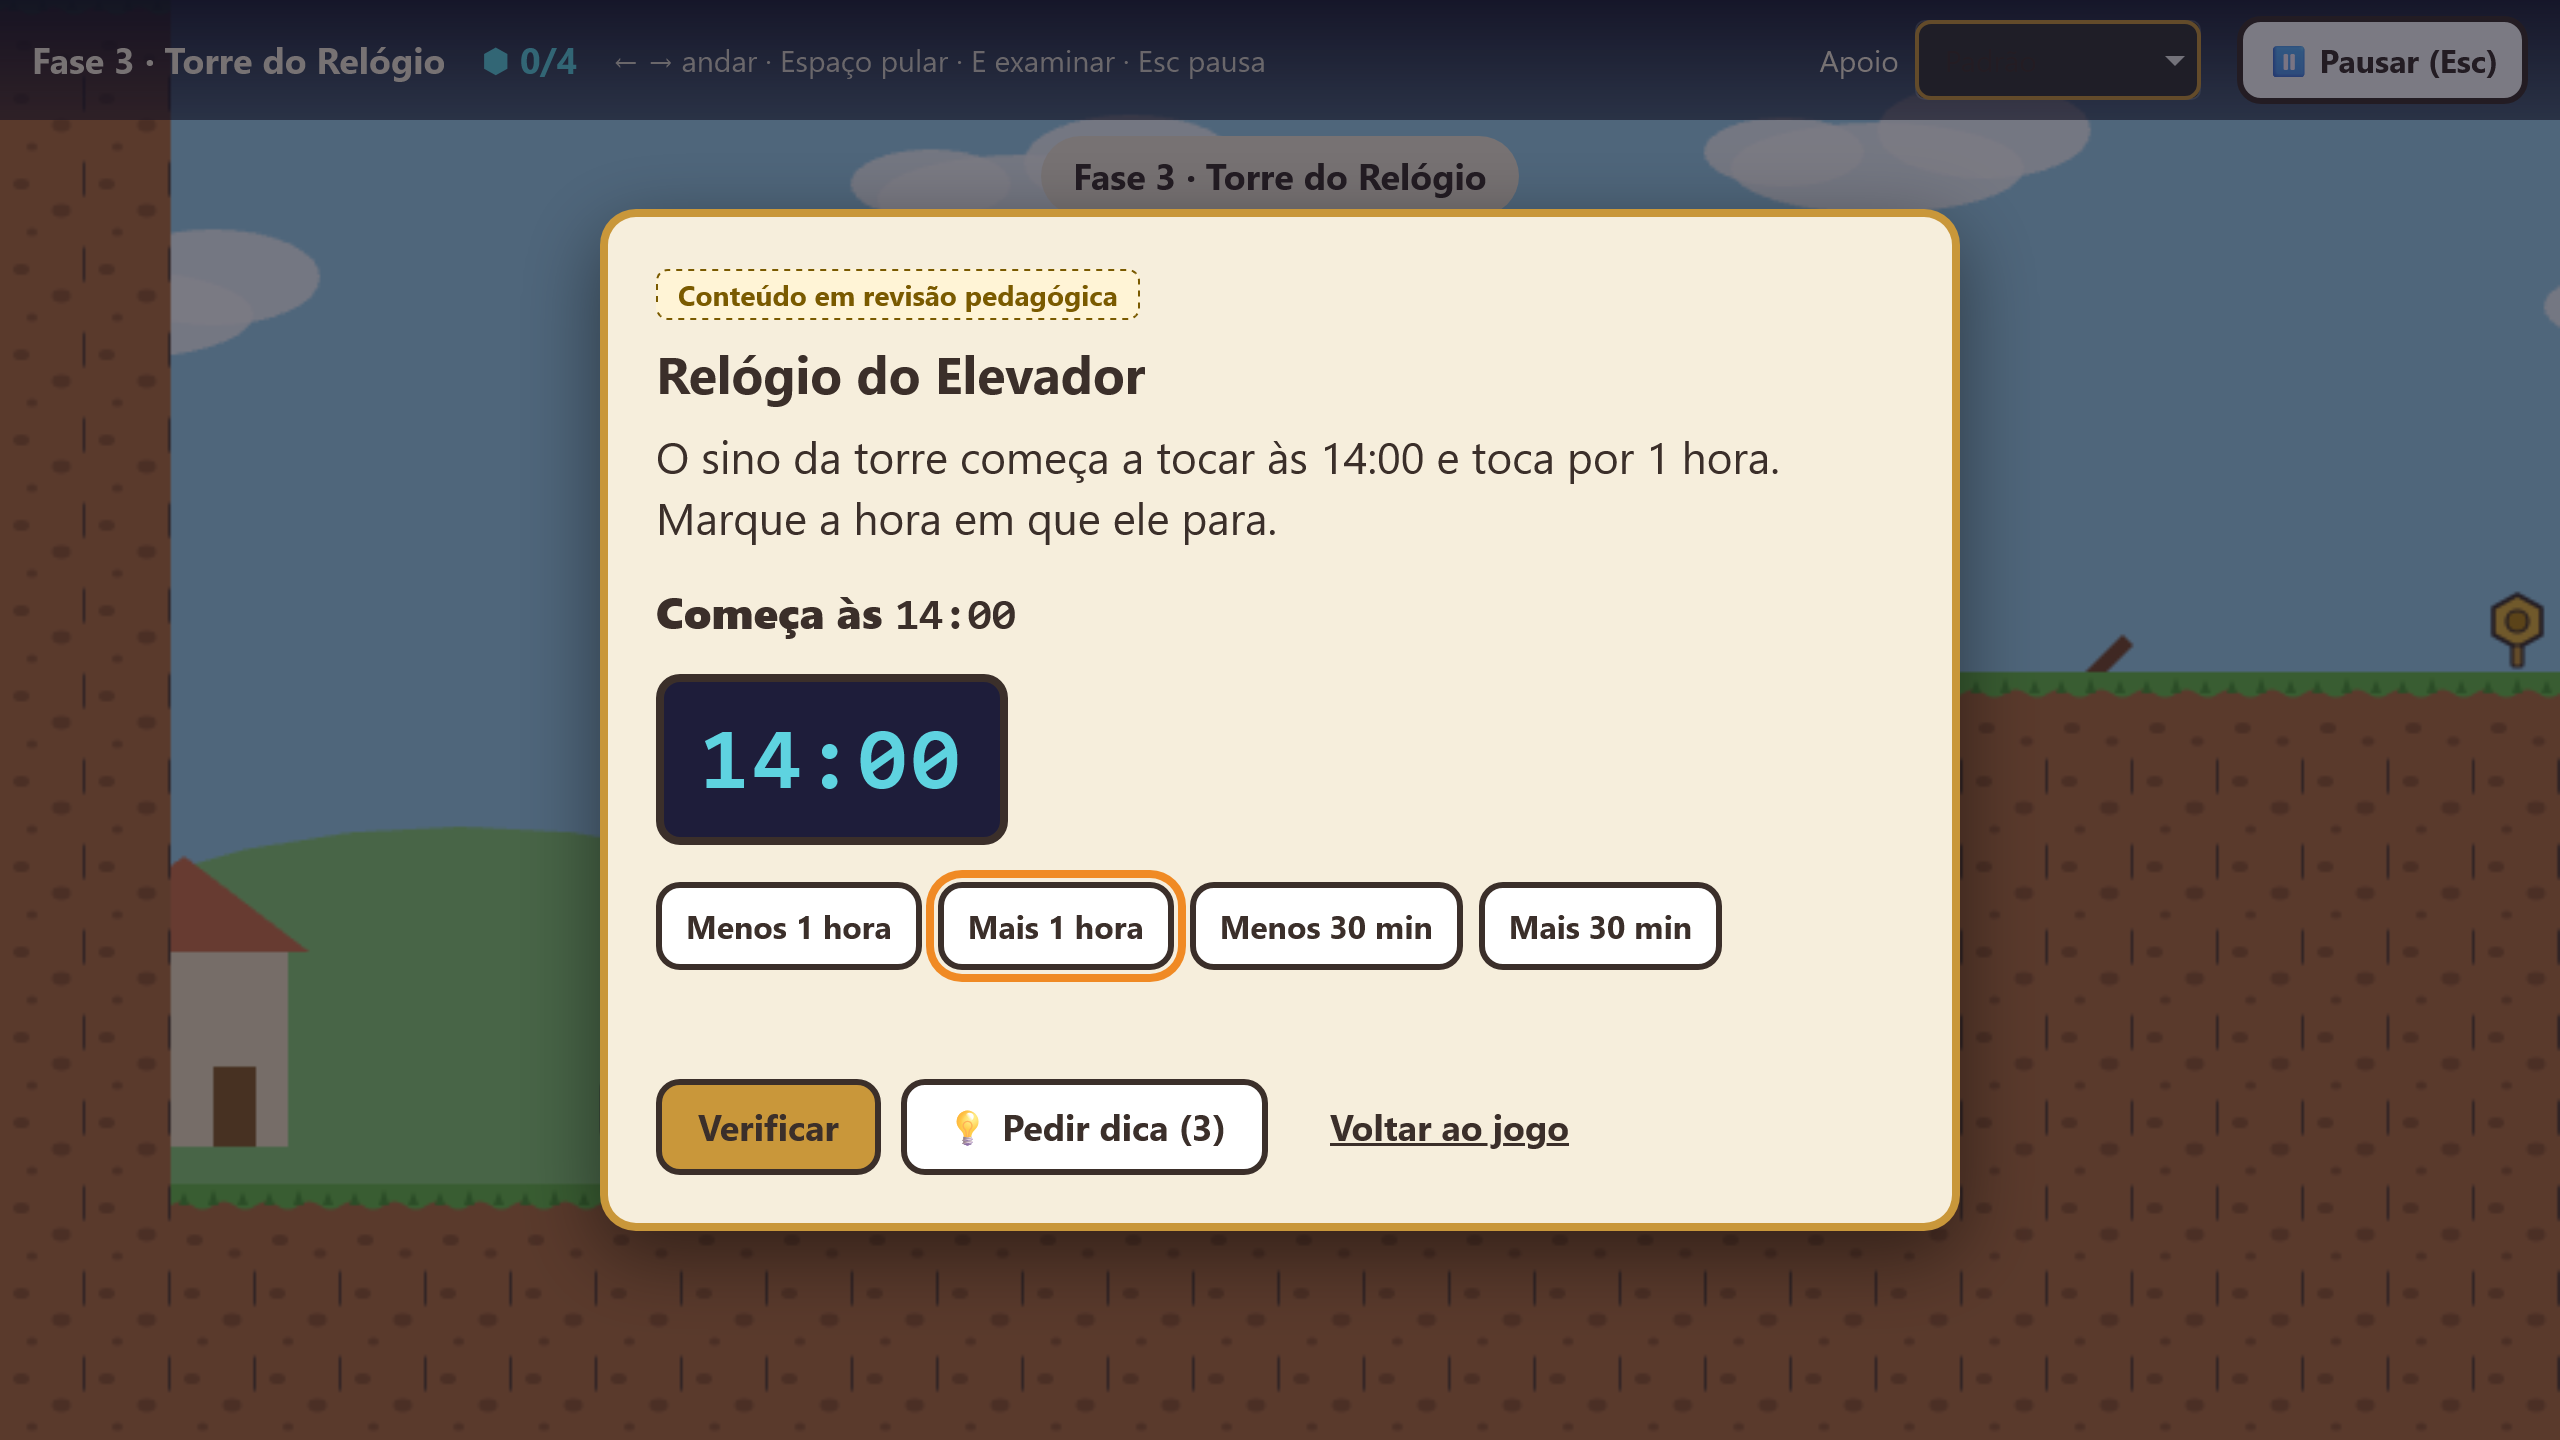 Fase 3 · Torre do Relógio 0/4 ← → andar · Espaço pular · E examinar · Esc pausa Apoio Pausar (Esc)
Fase 3 · Torre do Relógio
Conteúdo em revisão pedagógica
Relógio do Elevador
O sino da torre começa a tocar às 14:00 e toca por 1 hora.
Marque a hora em que ele para.
Começa às 14:00
14:00
Menos 1 hora Mais 1 hora Menos 30 min Mais 30 min
Verificar Pedir dica (3) Voltar ao jogo